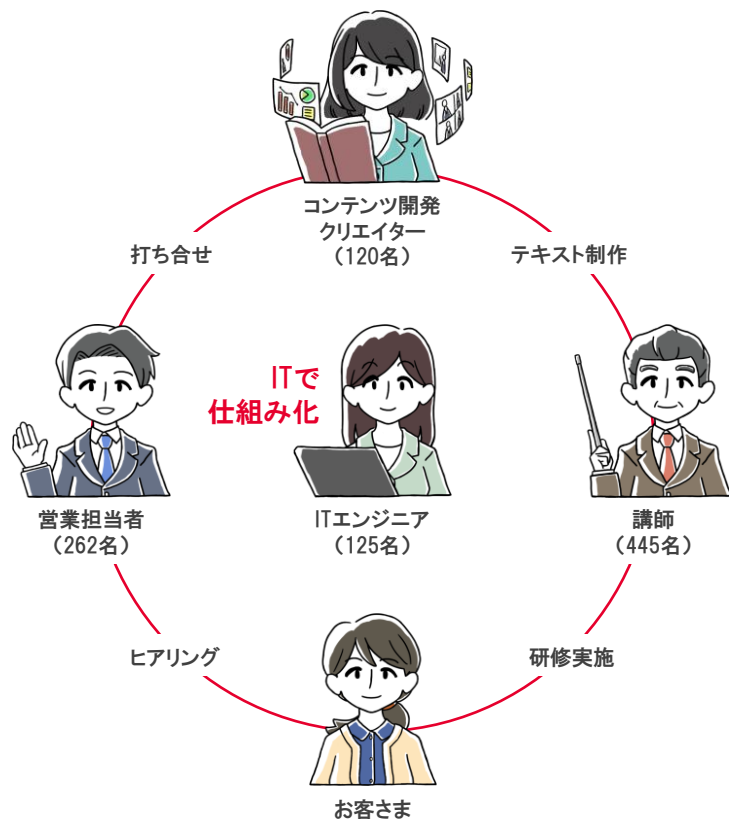 コンテンツ開発
クリエイター
（120名）
打ち合せ
テキスト制作
ITで
仕組み化
営業担当者
（262名）
ITエンジニア
（125名）
講師
（445名）
ヒアリング
研修実施
お客さま